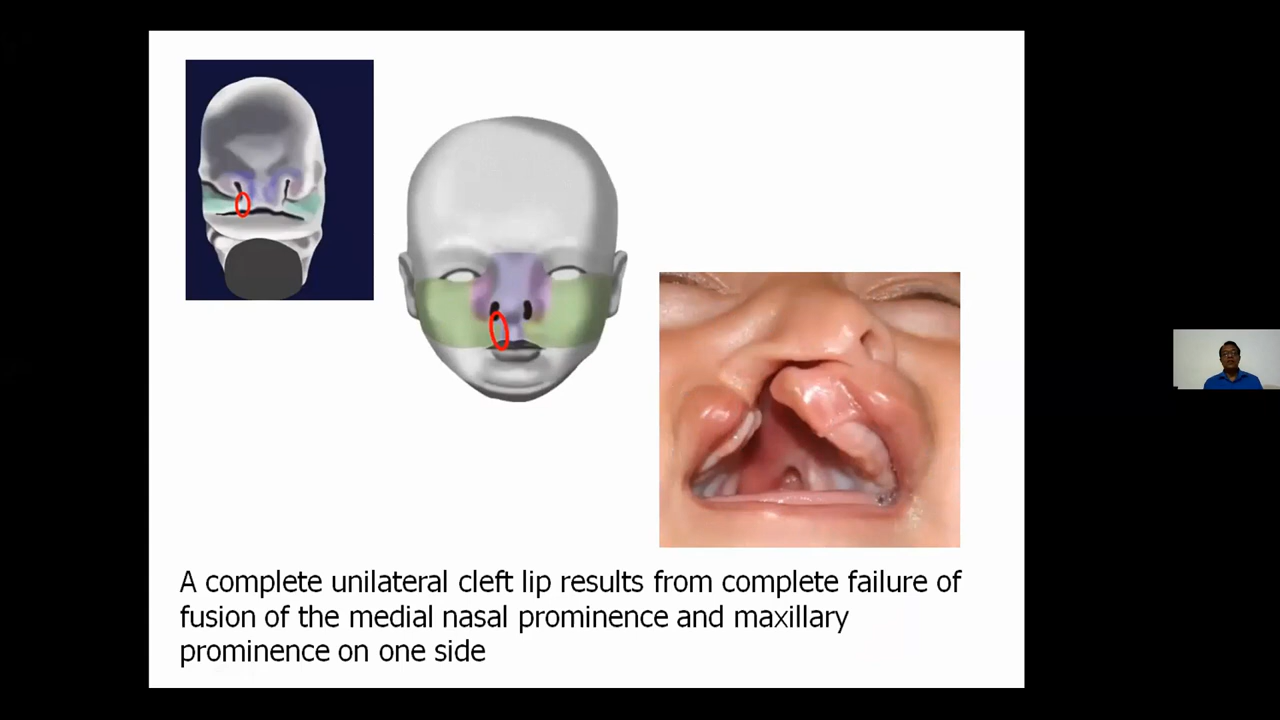 A complete unilateral cleft lip results from complete failure of
fusion of the medial nasal prominence and maxillary
prominence on one side